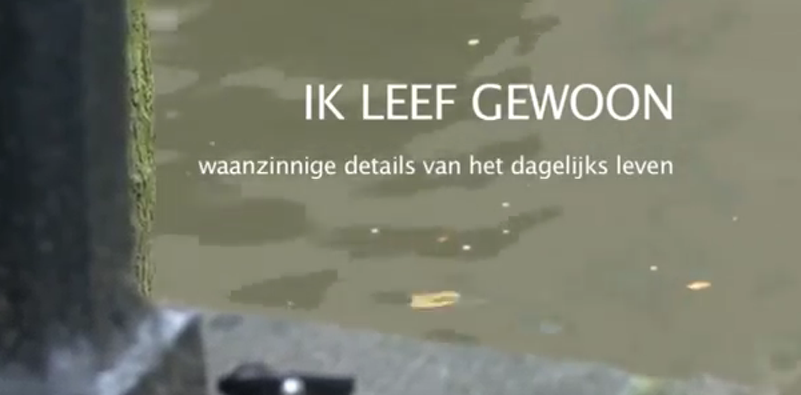 IK LEEF GEWOON
waanzinnige details van het dagelijks leven